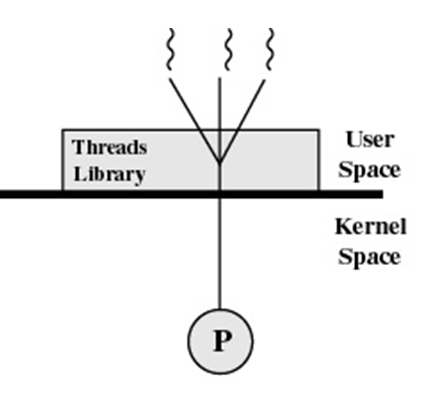 Threads
Library
User
Space
Kernel
Space
P